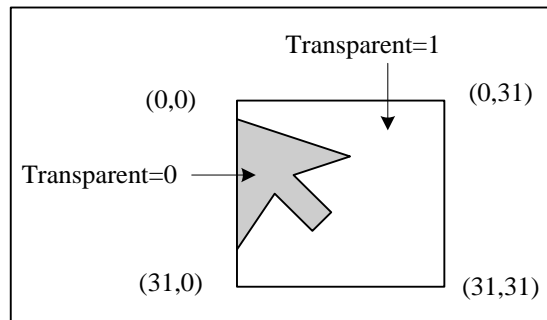 Transparent=1
(0,0)
(0,31)
Transparent=0
(31,0)
(31,31)